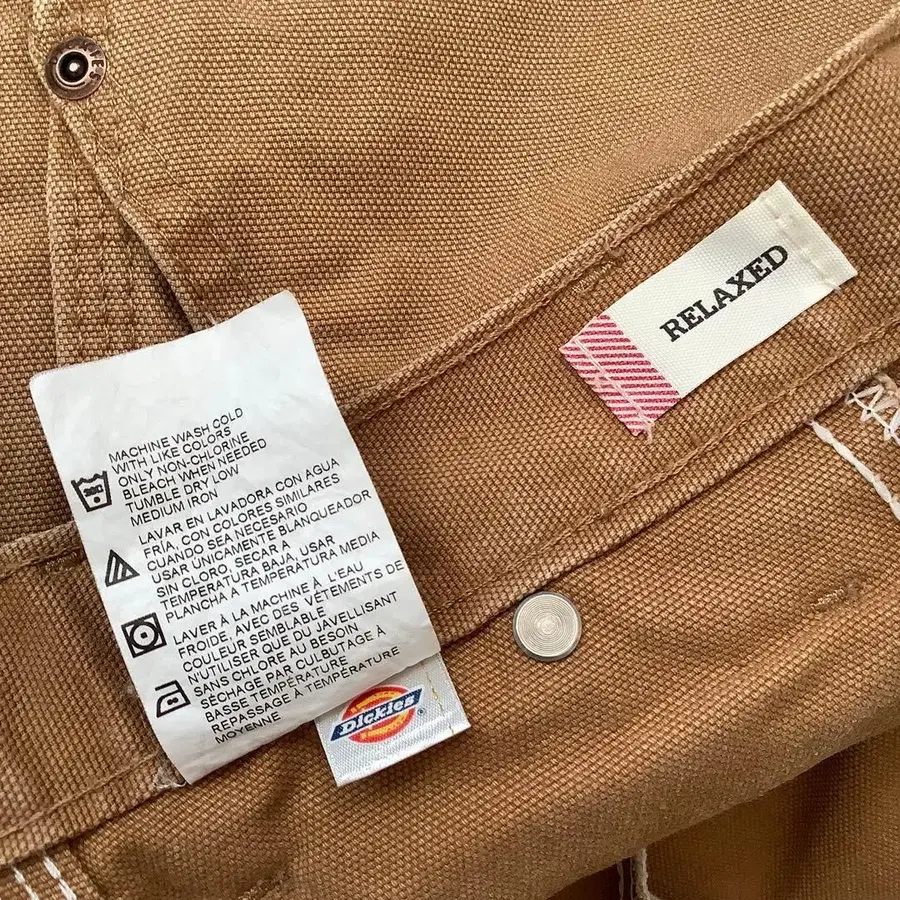 MACHINE WASH COLD
WITH LIKE COLORS
ONLY NON-CHLORINE
BLEACH WHEN NEEDED
TUMBLE DRY LOW
MEDIUM IRON
LAVAR EN LAVADORA CON AGUA
FRÍA, CON COLORES SIMILARES
CUANDO SEA NECESARIO
USAR ÚNICAMENTE BLANQUEADOR
SIN CLORO, SECAR A
TEMPERATURA BAJA, USAR
PLANCHA A TEMPERATURA MEDIA
LAVER À LA MACHINE À L'EAU
FROIDE, AVEC DES VÊTEMENTS DE
COULEUR SEMBLABLE
N'UTILISER QUE DU JAVELLISANT
SANS CHLORE AU BESOIN
SÉCHAGE PAR CULBUTAGE À
BASSE TEMPÉRATURE
REPASSAGE À TEMPÉRATURE
MOYENNE
Dickies
RELAXED